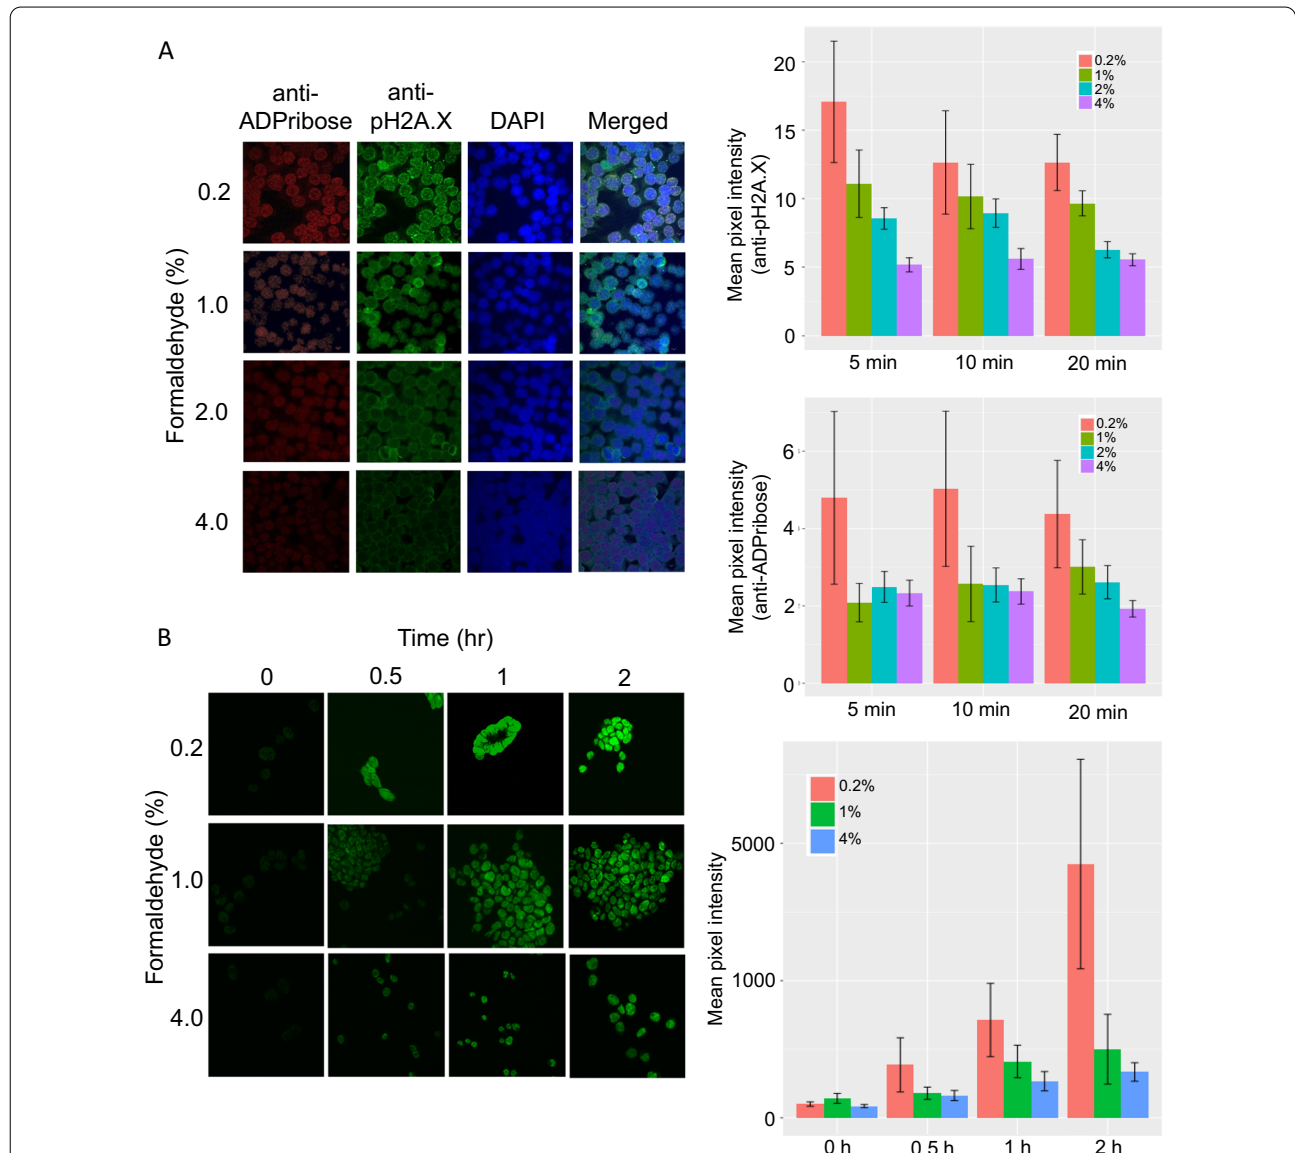 A
anti-
ADPribose
anti-
pH2A.X
DAPI
Merged
Formaldehyde (%)
0.2
1.0
2.0
4.0
Mean pixel intensity
(anti-pH2A.X)
20
15
10
5
0
0.2%
1%
2%
4%
5 min
10 min
20 min
Mean pixel intensity
(anti-ADPribose)
6
4
2
0
0.2%
1%
2%
4%
5 min
10 min
20 min
B
Time (hr)
0
0.5
1
2
Formaldehyde (%)
0.2
1.0
4.0
Mean pixel intensity
5000
1000
0
0.2%
1%
4%
0 h
0.5 h
1 h
2 h